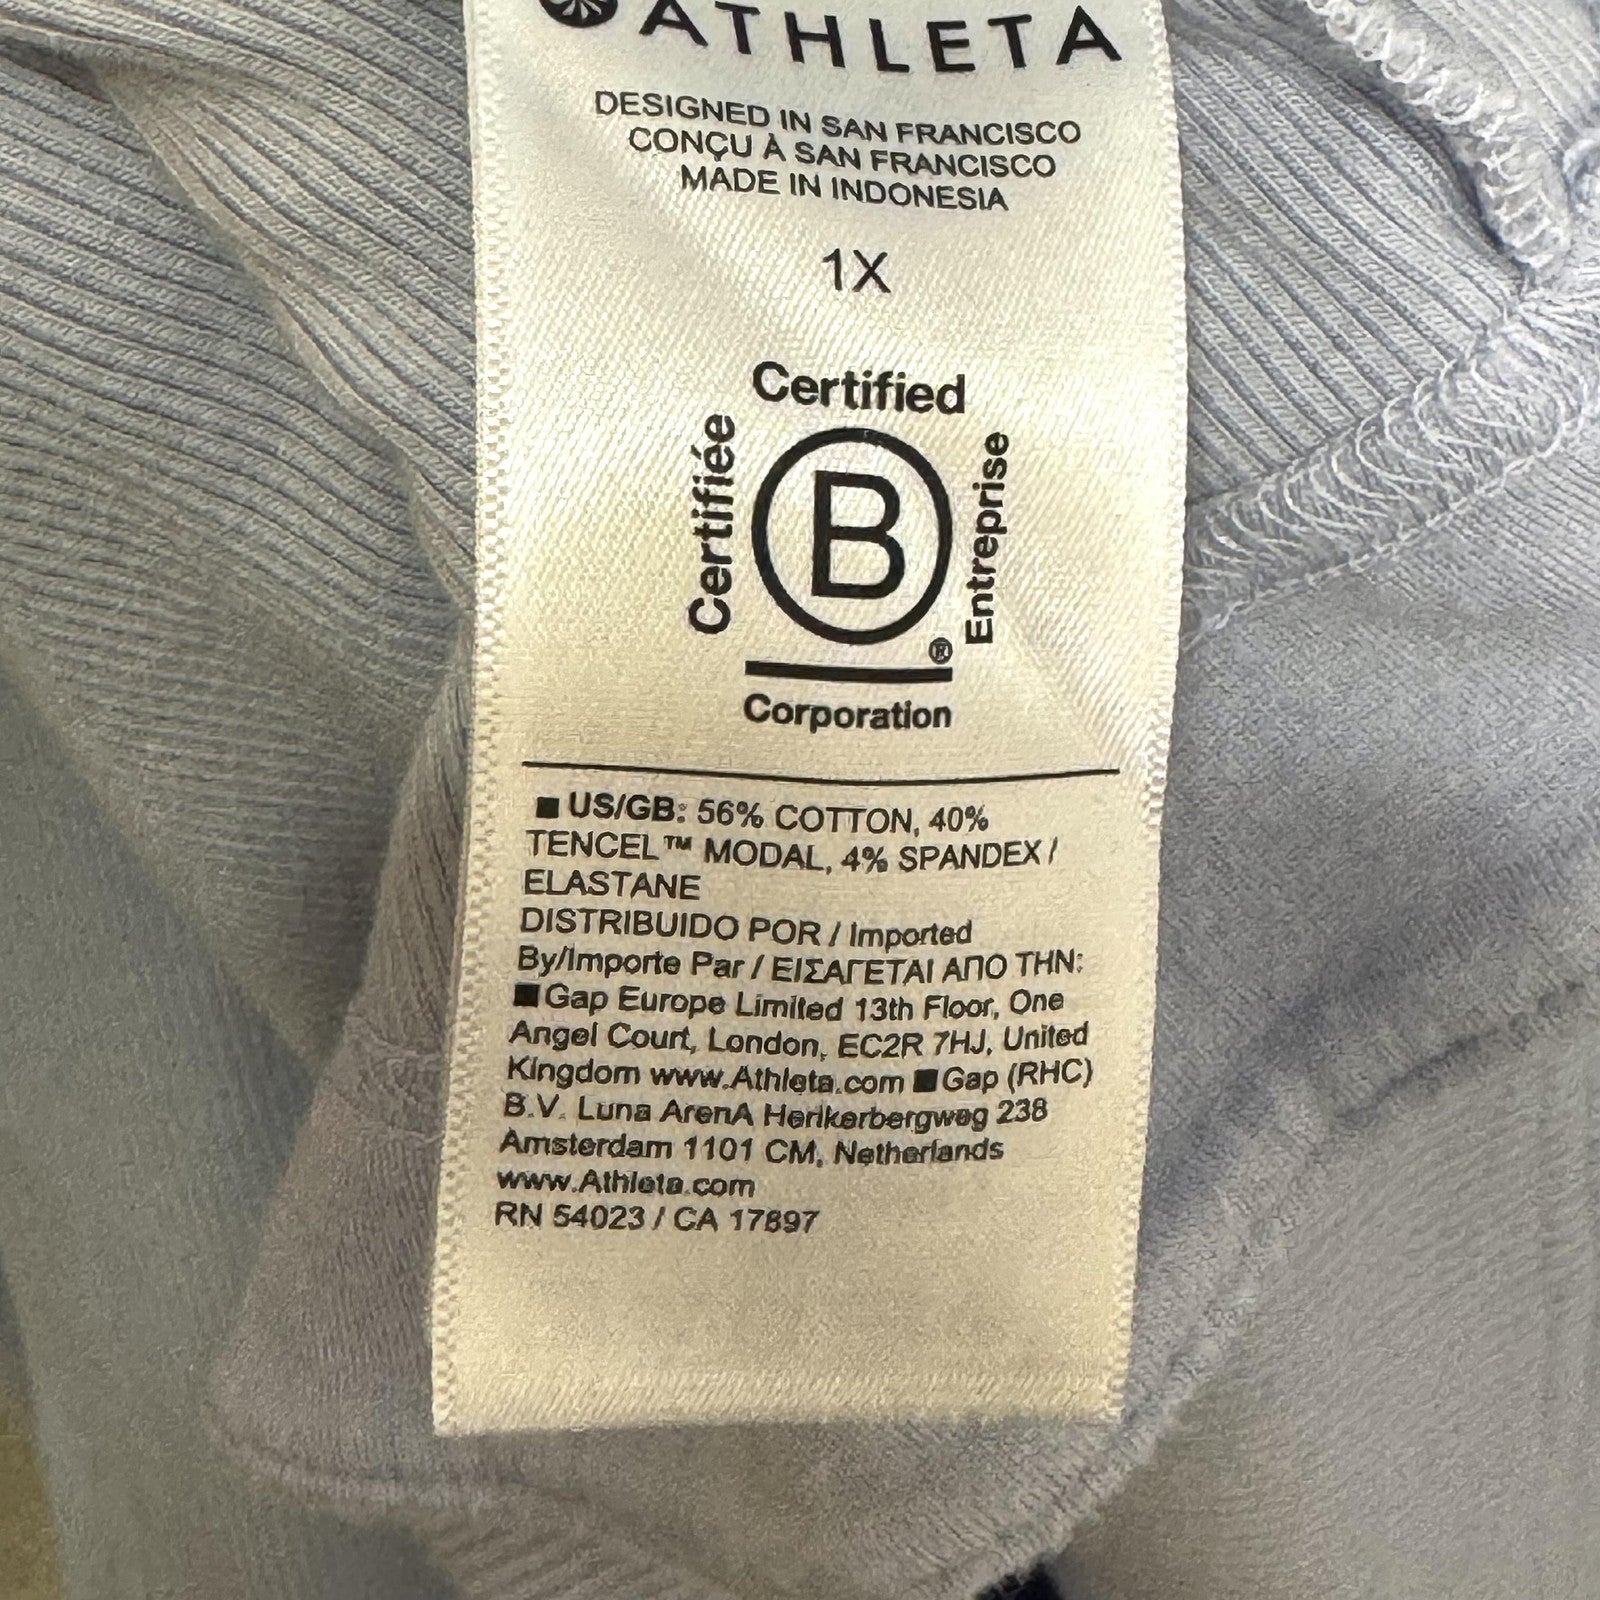 ATHLETA
DESIGNED IN SAN FRANCISCO
CONÇU À SAN FRANCISCO
MADE IN INDONESIA
1X
Certified
Certifiée
B
Entreprise
®
Corporation
■ US/GB: 56% COTTON, 40%
TENCEL™ MODAL, 4% SPANDEX /
ELASTANE
DISTRIBUIDO POR / Imported
By/Importe Par / ΕΙΣΑΓΕΤΑΙ ΑΠΟ ΤΗΝ:
■ Gap Europe Limited 13th Floor, One
Angel Court, London, EC2R 7HJ, United
Kingdom www.Athleta.com ■ Gap (RHC)
B.V. Luna ArenA Herikerbergweg 238
Amsterdam 1101 CM, Netherlands
www.Athleta.com
RN 54023 / CA 17897